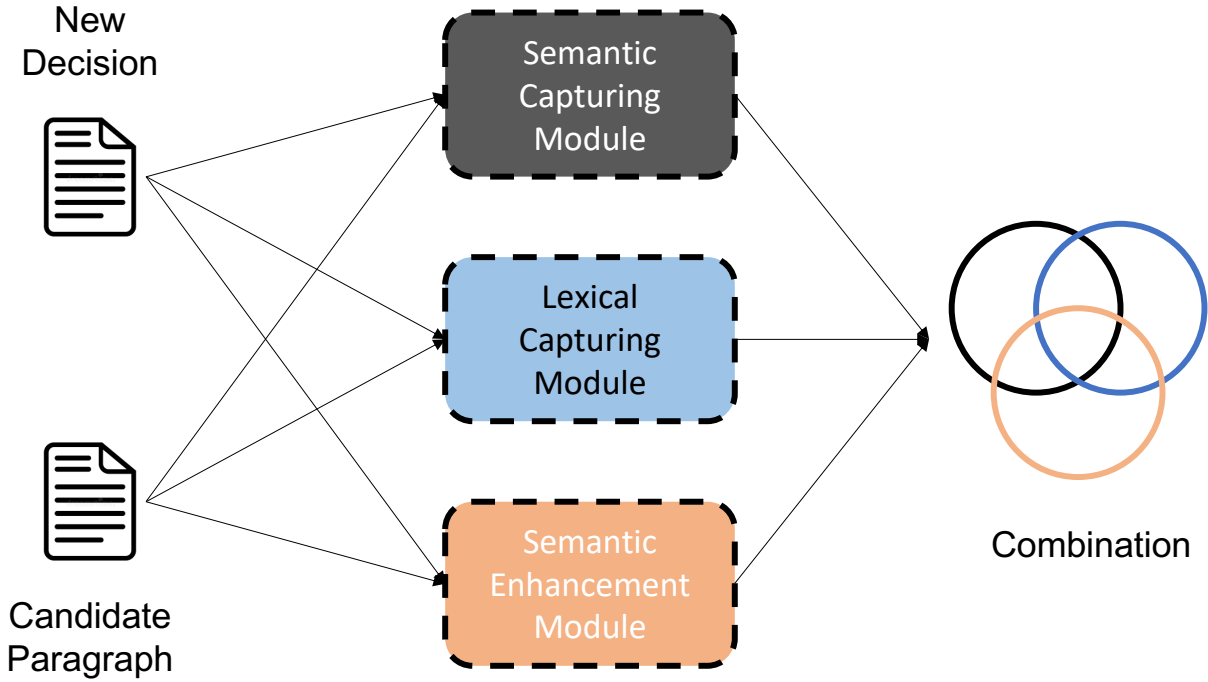 New
Decision
Semantic
Capturing
Module
Lexical
Capturing
Module
Semantic
Enhancement
Module
Candidate
Paragraph
Combination